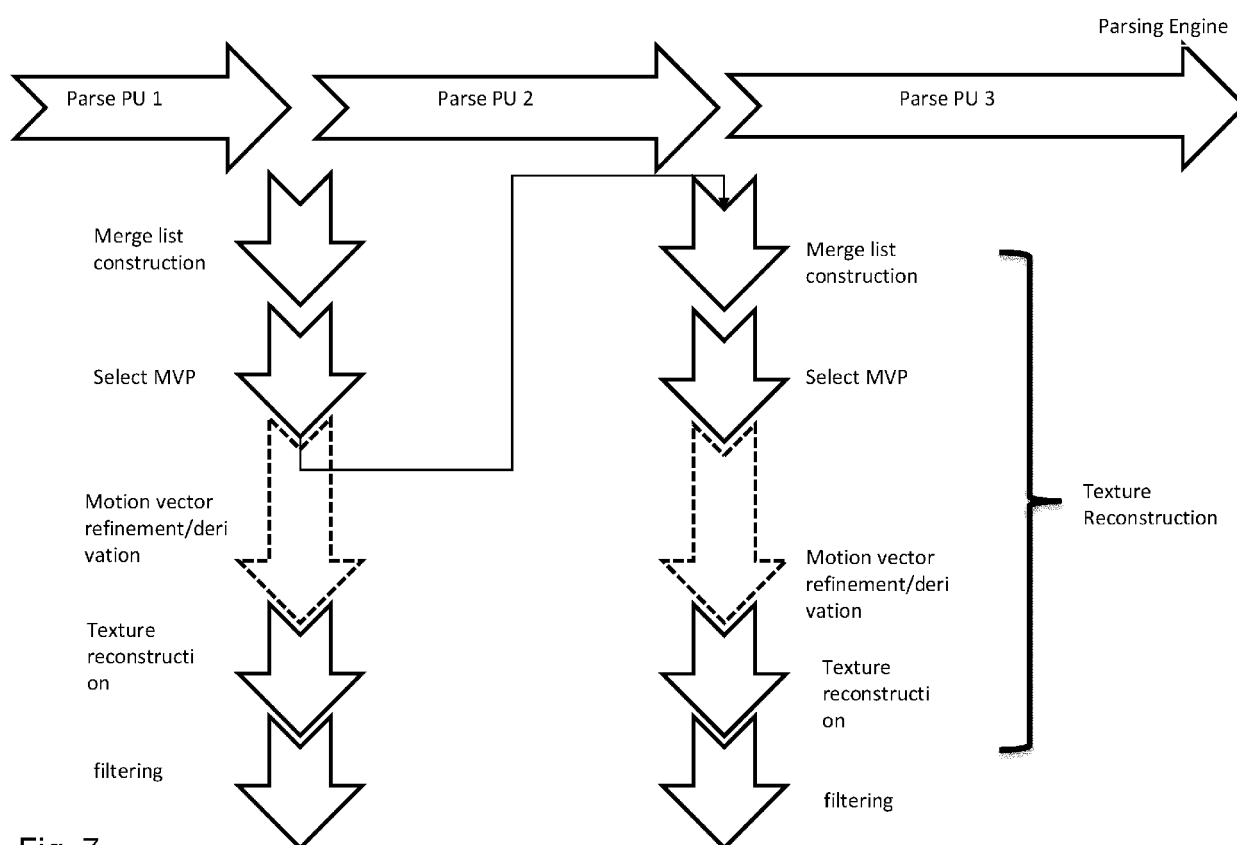 Parsing Engine
Parse PU 1
Parse PU 2
Parse PU 3
Merge list
construction
Merge list
construction
Select MVP
Select MVP
Motion vector
refinement/deri
vation
Texture
Reconstruction
Motion vector
refinement/deri
vation
Texture
reconstructi
on
Texture
reconstructi
on
filtering
filtering
Fig. 7